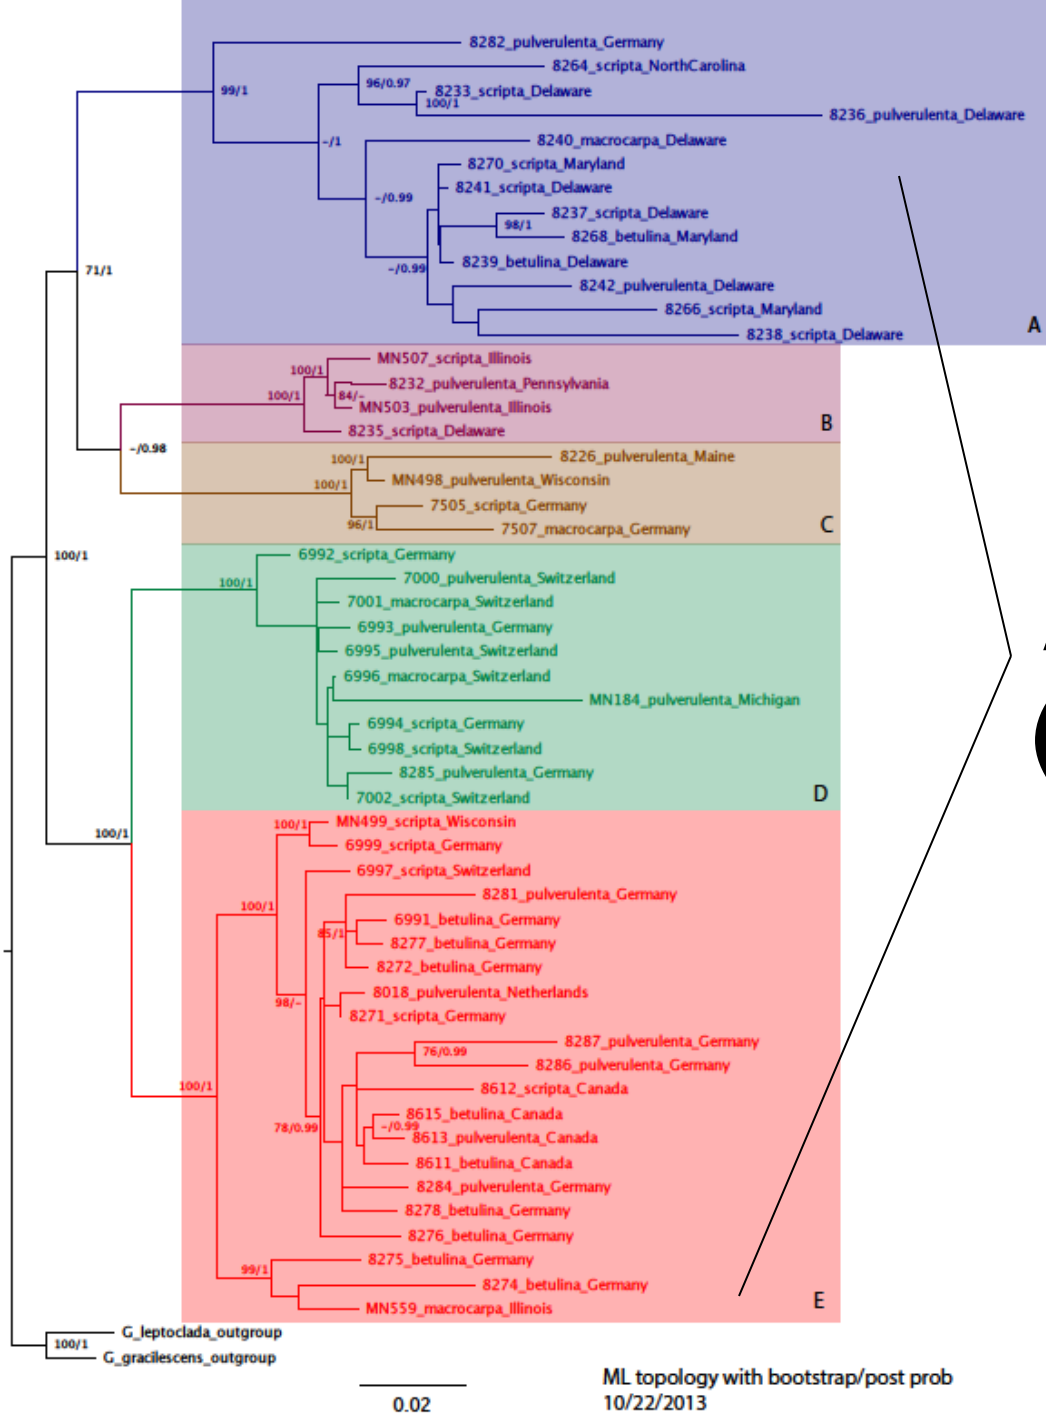 8282_pulverulenta_Germany
8264_scripta_NorthCarolina
96/0.97
99/1
8233_scripta_Delaware
100/1
8236_pulverulenta_Delaware
-/1
8240_macrocarpa_Delaware
8270_scripta_Maryland
8241_scripta_Delaware
-/0.99
8237_scripta_Delaware
98/1
8268_betulina_Maryland
8239_betulina_Delaware
-/0.99
71/1
8242_pulverulenta_Delaware
8266_scripta_Maryland
A
8238_scripta_Delaware
MN507_scripta_Illinois
100/1
8232_pulverulenta_Pennsylvania
100/1
84/-
MN503_pulverulenta_Illinois
B
8235_scripta_Delaware
-/0.98
8226_pulverulenta_Maine
100/1
MN498_pulverulenta_Wisconsin
100/1
7505_scripta_Germany
96/1
C
7507_macrocarpa_Germany
100/1
6992_scripta_Germany
7000_pulverulenta_Switzerland
100/1
7001_macrocarpa_Switzerland
6993_pulverulenta_Germany
6995_pulverulenta_Switzerland
6996_macrocarpa_Switzerland
MN184_pulverulenta_Michigan
6994_scripta_Germany
6998_scripta_Switzerland
8285_pulverulenta_Germany
D
7002_scripta_Switzerland
MN499_scripta_Wisconsin
100/1
100/1
6999_scripta_Germany
6997_scripta_Switzerland
8281_pulverulenta_Germany
100/1
6991_betulina_Germany
85/1
8277_betulina_Germany
8272_betulina_Germany
8018_pulverulenta_Netherlands
98/-
8271_scripta_Germany
8287_pulverulenta_Germany
76/0.99
8286_pulverulenta_Germany
100/1
8612_scripta_Canada
8615_betulina_Canada
-/0.99
78/0.99
8613_pulverulenta_Canada
8611_betulina_Canada
8284_pulverulenta_Germany
8278_betulina_Germany
8276_betulina_Germany
8275_betulina_Germany
99/1
8274_betulina_Germany
E
MN559_macrocarpa_Illinois
G_leptoclada_outgroup
100/1
G_gracilescens_outgroup
0.02
ML topology with bootstrap/post prob
10/22/2013